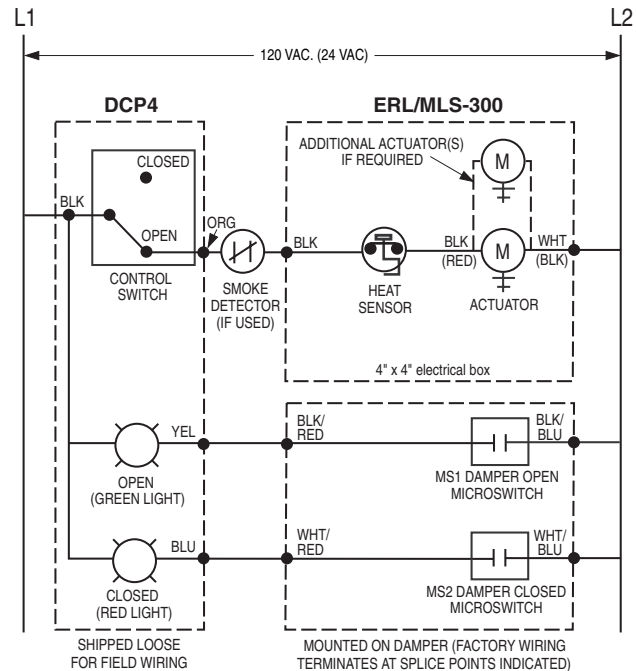 L1
L2
120 VAC. (24 VAC)
DCP4
ERL/MLS-300
ADDITIONAL ACTUATOR(S)
IF REQUIRED
M
CLOSED
BLK
OPEN
ORG
CONTROL
SWITCH
SMOKE
DETECTOR
(IF USED)
BLK
HEAT
SENSOR
BLK
(RED)
M
WHT
(BLK)
ACTUATOR
4" x 4" electrical box
YEL
OPEN
(GREEN LIGHT)
BLK/
RED
BLK/
BLU
MS1 DAMPER OPEN
MICROSWITCH
BLU
CLOSED
(RED LIGHT)
WHT/
RED
WHT/
BLU
MS2 DAMPER CLOSED
MICROSWITCH
SHIPPED LOOSE
FOR FIELD WIRING
MOUNTED ON DAMPER (FACTORY WIRING
TERMINATES AT SPLICE POINTS INDICATED)